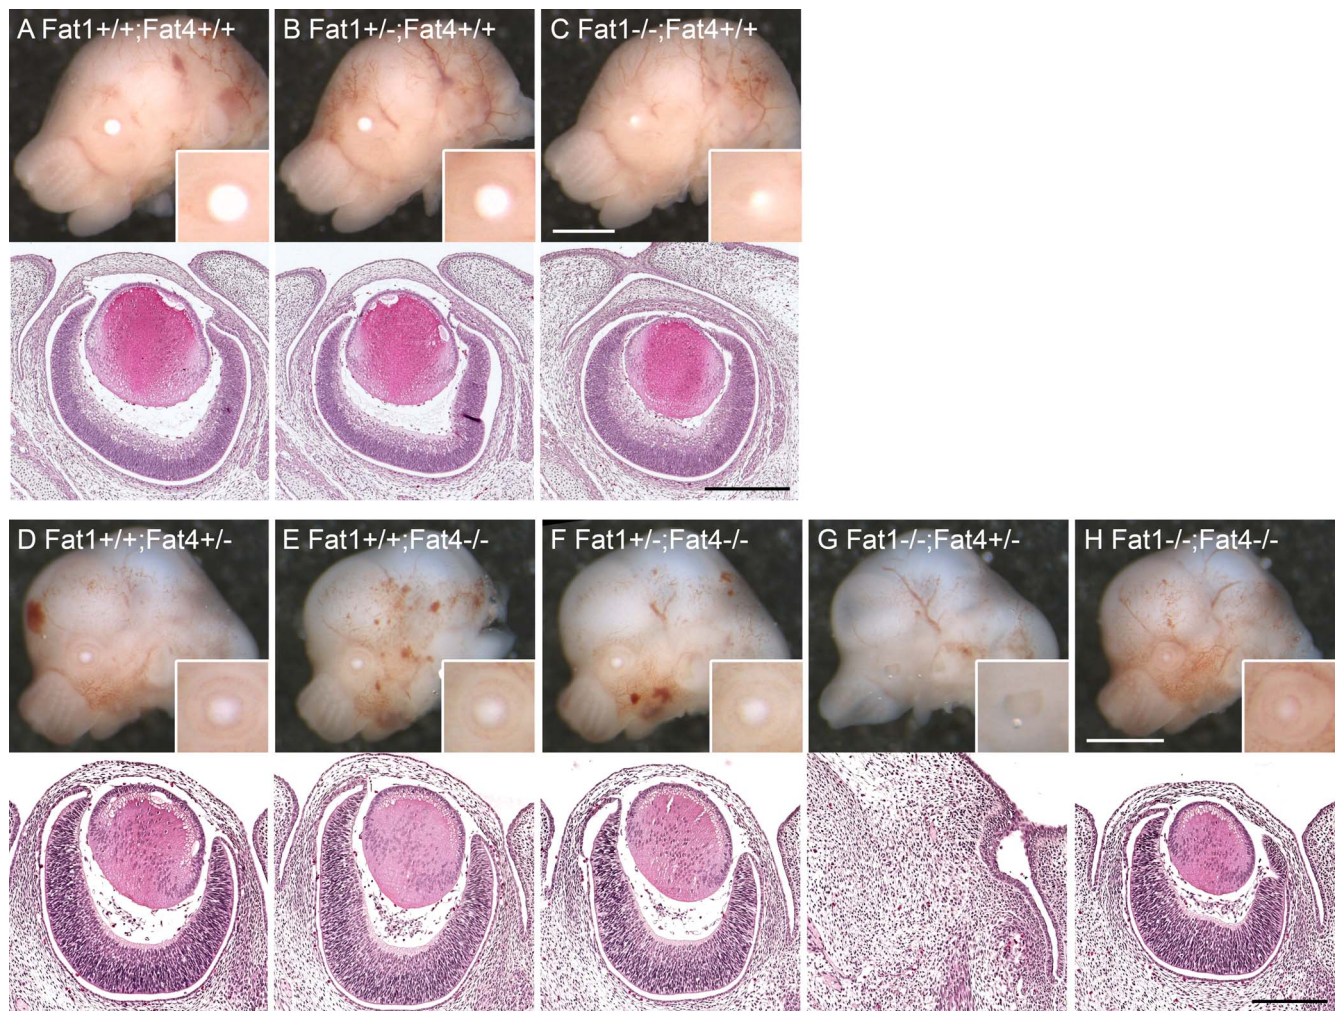 A Fat1+/+;Fat4+/+
B Fat1+/-;Fat4+/+
C Fat1-/-;Fat4+/+
D Fat1+/+;Fat4+/-
E Fat1+/+;Fat4-/-
F Fat1+/-;Fat4-/-
G Fat1-/-;Fat4+/-
H Fat1-/-;Fat4-/-